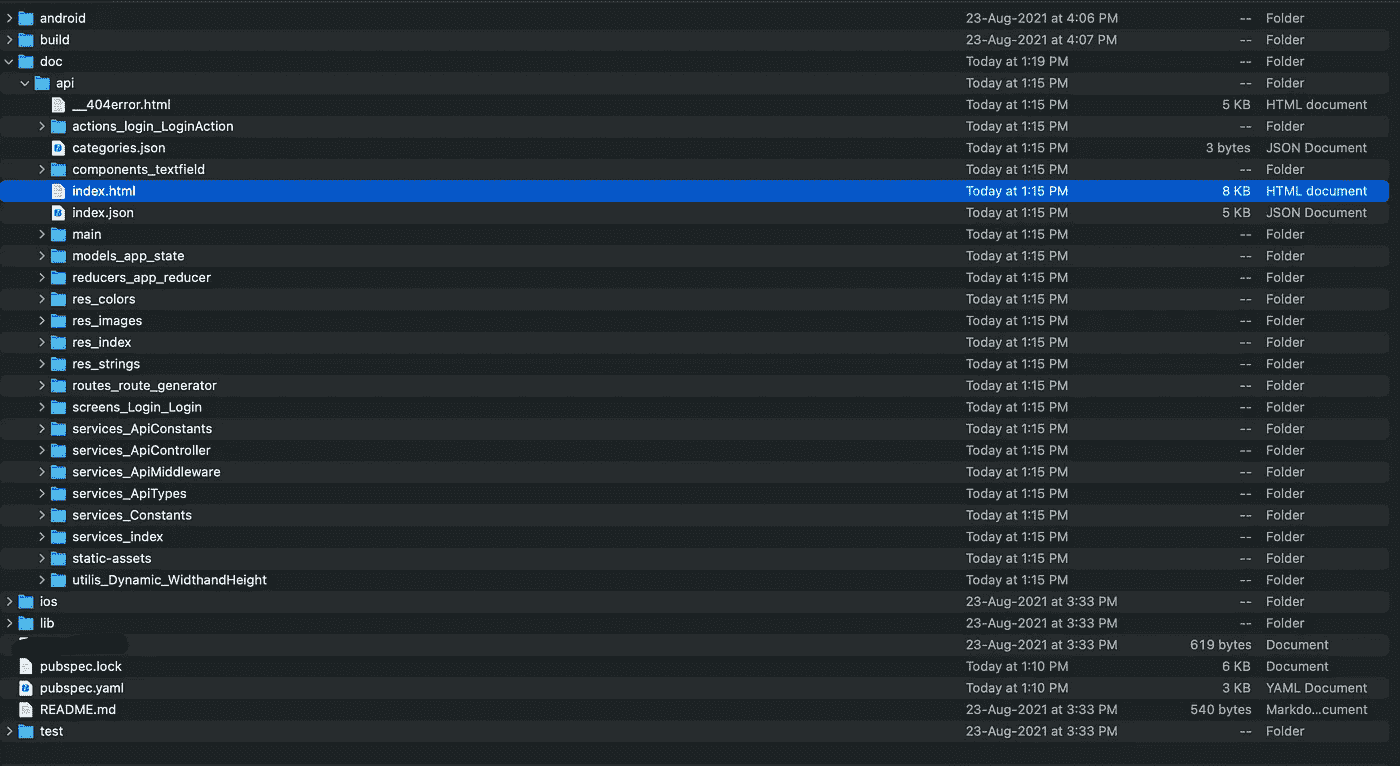 android 23-Aug-2021 at 4:06 PM -- Folder
build 23-Aug-2021 at 4:07 PM -- Folder
doc Today at 1:19 PM -- Folder
api Today at 1:15 PM -- Folder
__404error.html Today at 1:15 PM 5 KB HTML document
actions_login_LoginAction Today at 1:15 PM -- Folder
categories.json Today at 1:15 PM 3 bytes JSON Document
components_textfield Today at 1:15 PM -- Folder
index.html Today at 1:15 PM 8 KB HTML document
index.json Today at 1:15 PM 5 KB JSON Document
main Today at 1:15 PM -- Folder
models_app_state Today at 1:15 PM -- Folder
reducers_app_reducer Today at 1:15 PM -- Folder
res_colors Today at 1:15 PM -- Folder
res_images Today at 1:15 PM -- Folder
res_index Today at 1:15 PM -- Folder
res_strings Today at 1:15 PM -- Folder
routes_route_generator Today at 1:15 PM -- Folder
screens_Login_Login Today at 1:15 PM -- Folder
services_ApiConstants Today at 1:15 PM -- Folder
services_ApiController Today at 1:15 PM -- Folder
services_ApiMiddleware Today at 1:15 PM -- Folder
services_ApiTypes Today at 1:15 PM -- Folder
services_Constants Today at 1:15 PM -- Folder
services_index Today at 1:15 PM -- Folder
static-assets Today at 1:15 PM -- Folder
utilis_Dynamic_WidthandHeight Today at 1:15 PM -- Folder
ios 23-Aug-2021 at 3:33 PM -- Folder
lib 23-Aug-2021 at 3:33 PM -- Folder
23-Aug-2021 at 3:33 PM 619 bytes Document
pubspec.lock Today at 1:10 PM 6 KB Document
pubspec.yaml Today at 1:10 PM 3 KB YAML Document
README.md 23-Aug-2021 at 3:33 PM 540 bytes Markdo...cument
test 23-Aug-2021 at 3:33 PM -- Folder